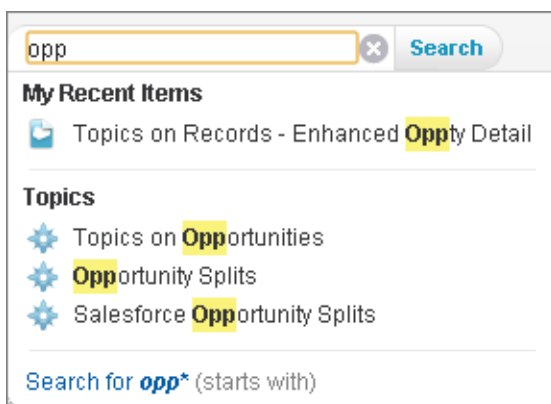 opp Search
My Recent Items
Topics on Records - Enhanced Oppty Detail
Topics
Topics on Opportunities
Opportunity Splits
Salesforce Opportunity Splits
Search for opp* (starts with)